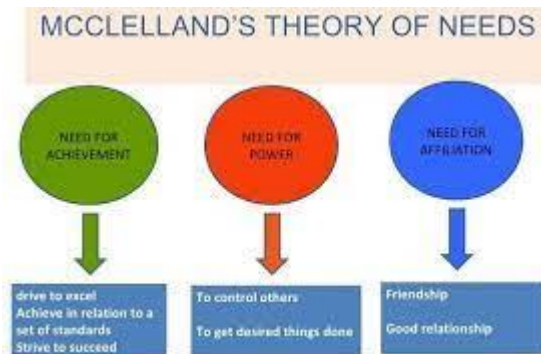 MCCLELLAND'S THEORY OF NEEDS
NEED FOR
ACHIEVEMENT
NEED FOR
POWER
NEED FOR
AFFILIATION
drive to excel
Achieve in relation to a
set of standards
Strive to succeed
To control others
To get desired things done
Friendship
Good relationship